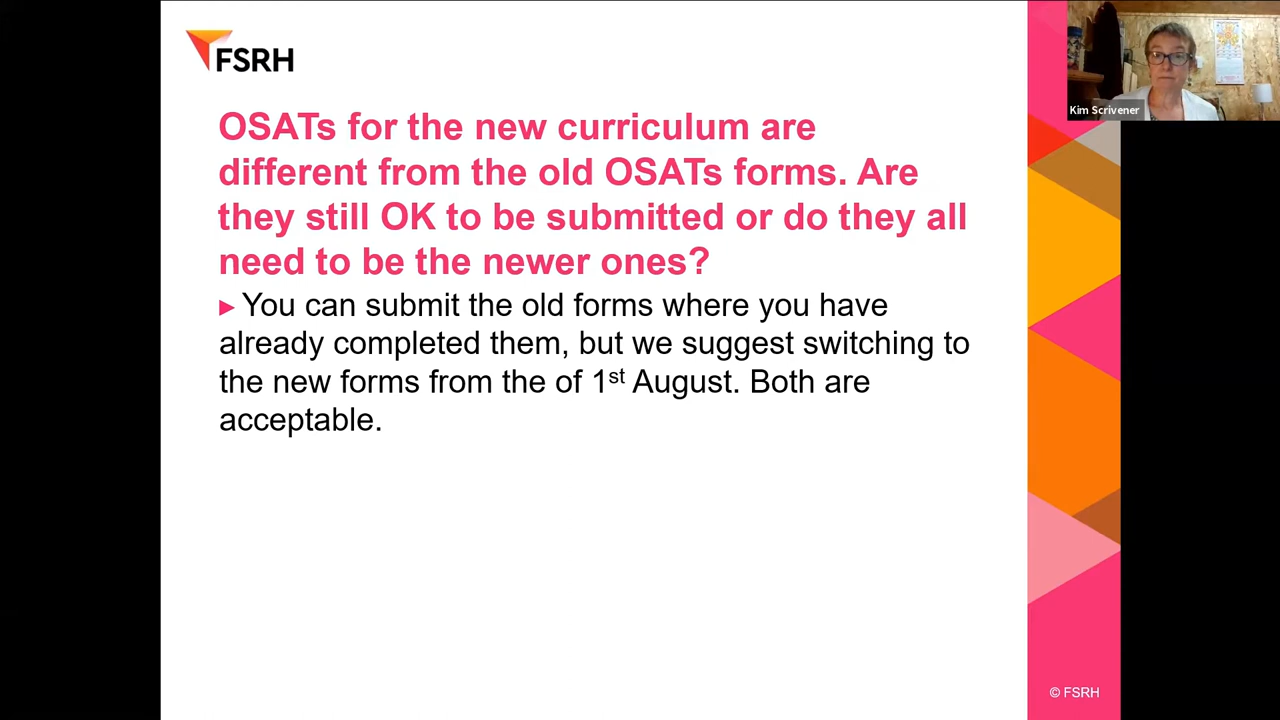 FSRH
Kim Scrivener
OSATs for the new curriculum are
different from the old OSATs forms. Are
they still OK to be submitted or do they all
need to be the newer ones?
▶ You can submit the old forms where you have
already completed them, but we suggest switching to
the new forms from the of 1st August. Both are
acceptable.
© FSRH